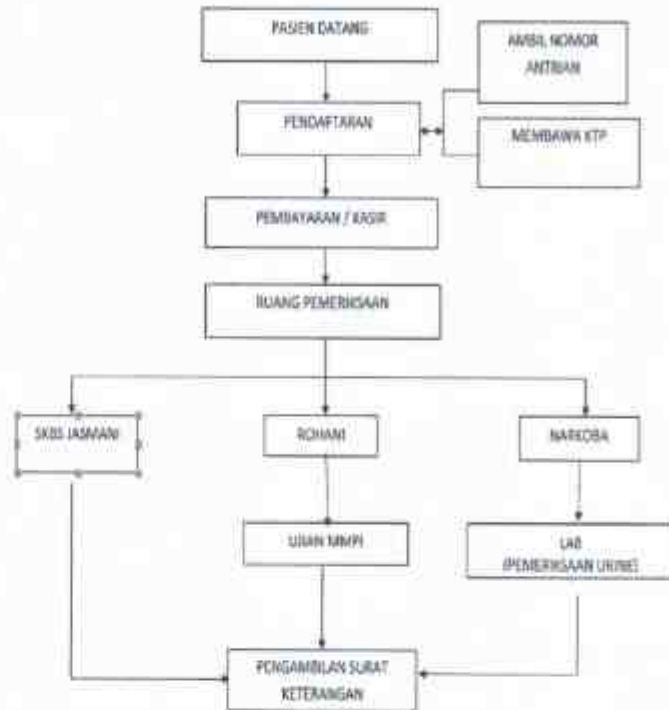 PASIEN DATANG
AMBIL NOMOR
ANTRIAN
PENDAFTARAN
MEMBAWA KTP
PEMBAYARAN / KASIR
RUANG PEMERIKSAAN
SKBS JASMANI
ROHANI
NARKOBA
UJIAN MMPI
LAB
(PEMERIKSAAN URINE)
PENGAMBILAN SURAT
KETERANGAN